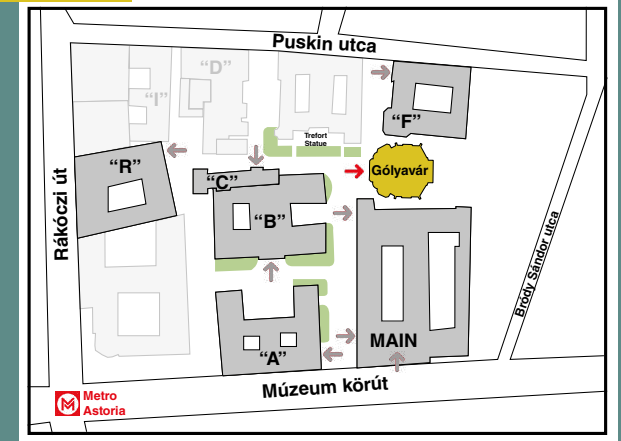 Puskin utca
“D”
“I”
“F”
Trefort
Statue
“R”
Gólyavár
“C”
“B”
Rákóczi út
Bródy Sándor utca
MAIN
“A”
Múzeum körút
Metro
Astoria
M